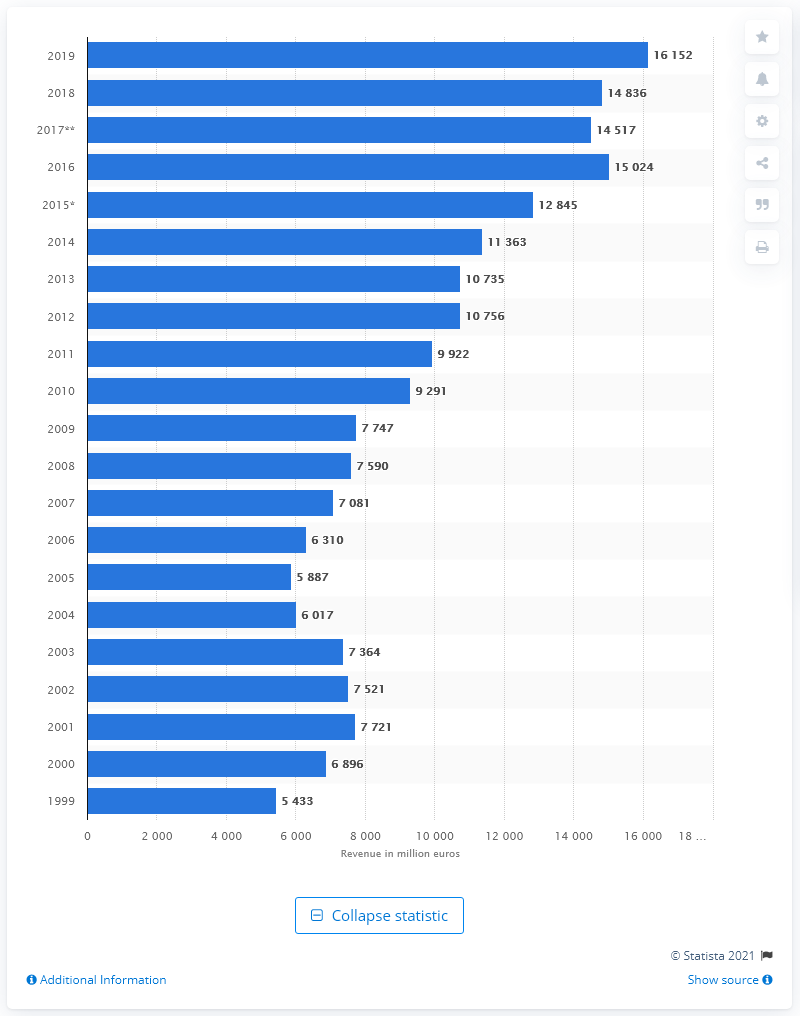 2019 16 152
2018 14 836
2017** 14 517
2016 15 024
2015* 12 845
2014 11 363
2013 10 735
2012 10 756
2011 9 922
2010 9 291
2009 7 747
2008 7 590
2007 7 081
2006 6 310
2005 5 887
2004 6 017
2003 7 364
2002 7 521
2001 7 721
2000 6 896
1999 5 433
0 2 000 4 000 6 000 8 000 10 000 12 000 14 000 16 000 18 ...
Revenue in million euros
Collapse statistic
© Statista 2021
Additional Information Show source